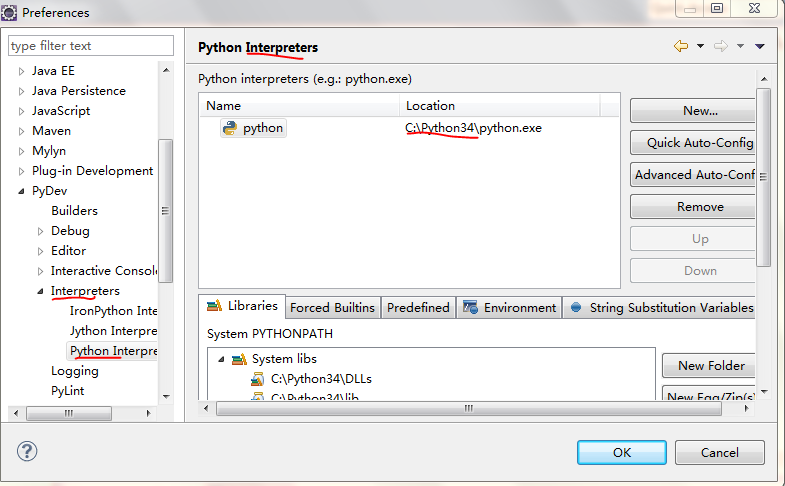 Preferences
type filter text
Java EE
Java Persistence
JavaScript
Maven
Mylyn
Plug-in Development
PyDev
Builders
Debug
Editor
Interactive Consol
Interpreters
IronPython Inte
Jython Interpre
Python Interpre
Logging
PyLint
Python Interpreters
Python interpreters (e.g.: python.exe)
Name Location
python C:\Python34\python.exe
New...
Quick Auto-Config
Advanced Auto-Conf
Remove
Up
Down
Libraries Forced Builtins Predefined Environment String Substitution Variables
System PYTHONPATH
System libs
C:\Python34\DLLs
C:\Python34\lib
New Folder
New Egg/Zip(s)
OK Cancel